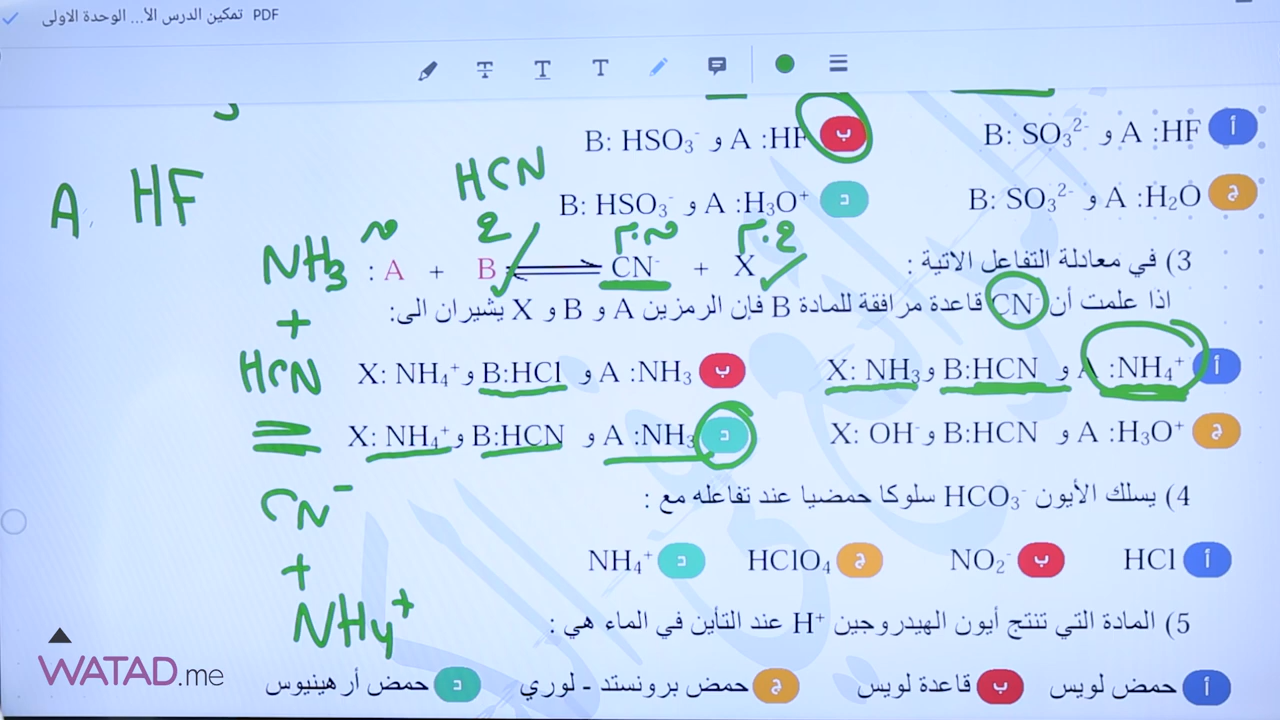 PDF تمكين الدرس الأ... الوحدة الاولى
أ A :HF و B: SO₃²⁻ ب A :HF و B: HSO₃⁻
ج A :H₂O و B: SO₃²⁻ د A :H₃O⁺ و B: HSO₃⁻
A: HF
HCN
ق ح ق.م ح.م
3) في معادلة التفاعل الاتية : A + B ⇌ CN⁻ + X :
اذا علمت أن CN⁻ قاعدة مرافقة للمادة B فإن الرمزين A و B و X يشيران الى:
أ A :NH₄⁺ و B:HCN و X: NH₃ ب A :NH₃ و B:HCl و X: NH₄⁺
ج A :H₃O⁺ و B:HCN و X: OH⁻ د A :NH₃ و B:HCN و X: NH₄⁺
NH₃
+
HCN
CN⁻
+
NH₄⁺
4) يسلك الأيون HCO₃⁻ سلوكا حمضيا عند تفاعله مع :
أ HCl ب NO₂⁻ ج HClO₄ د NH₄⁺
5) المادة التي تنتج أيون الهيدروجين H⁺ عند التأين في الماء هي :
أ حمض لويس ب قاعدة لويس ج حمض برونستد - لوري د حمض أرهينيوس
WATAD.me